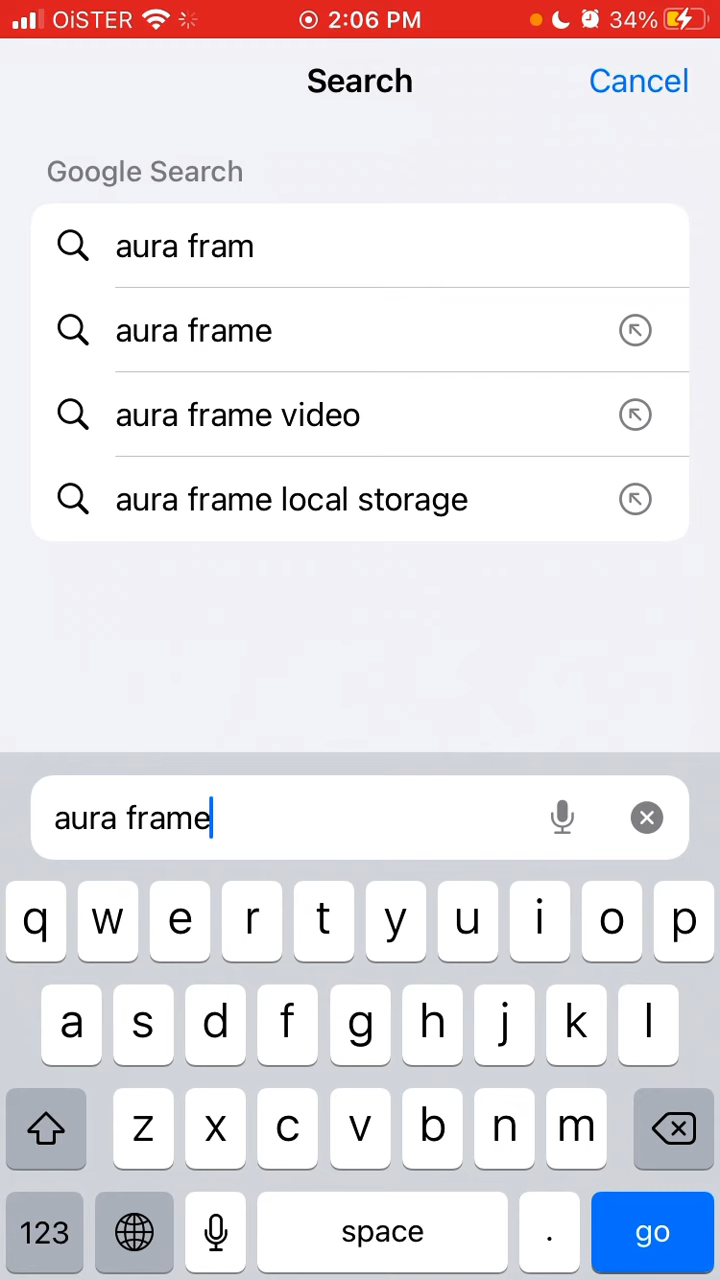 OiSTER 2:06 PM 34%
Search Cancel
Google Search
aura fram
aura frame
aura frame video
aura frame local storage
aura frame
q w e r t y u i o p
a s d f g h j k l
z x c v b n m
123 space . go